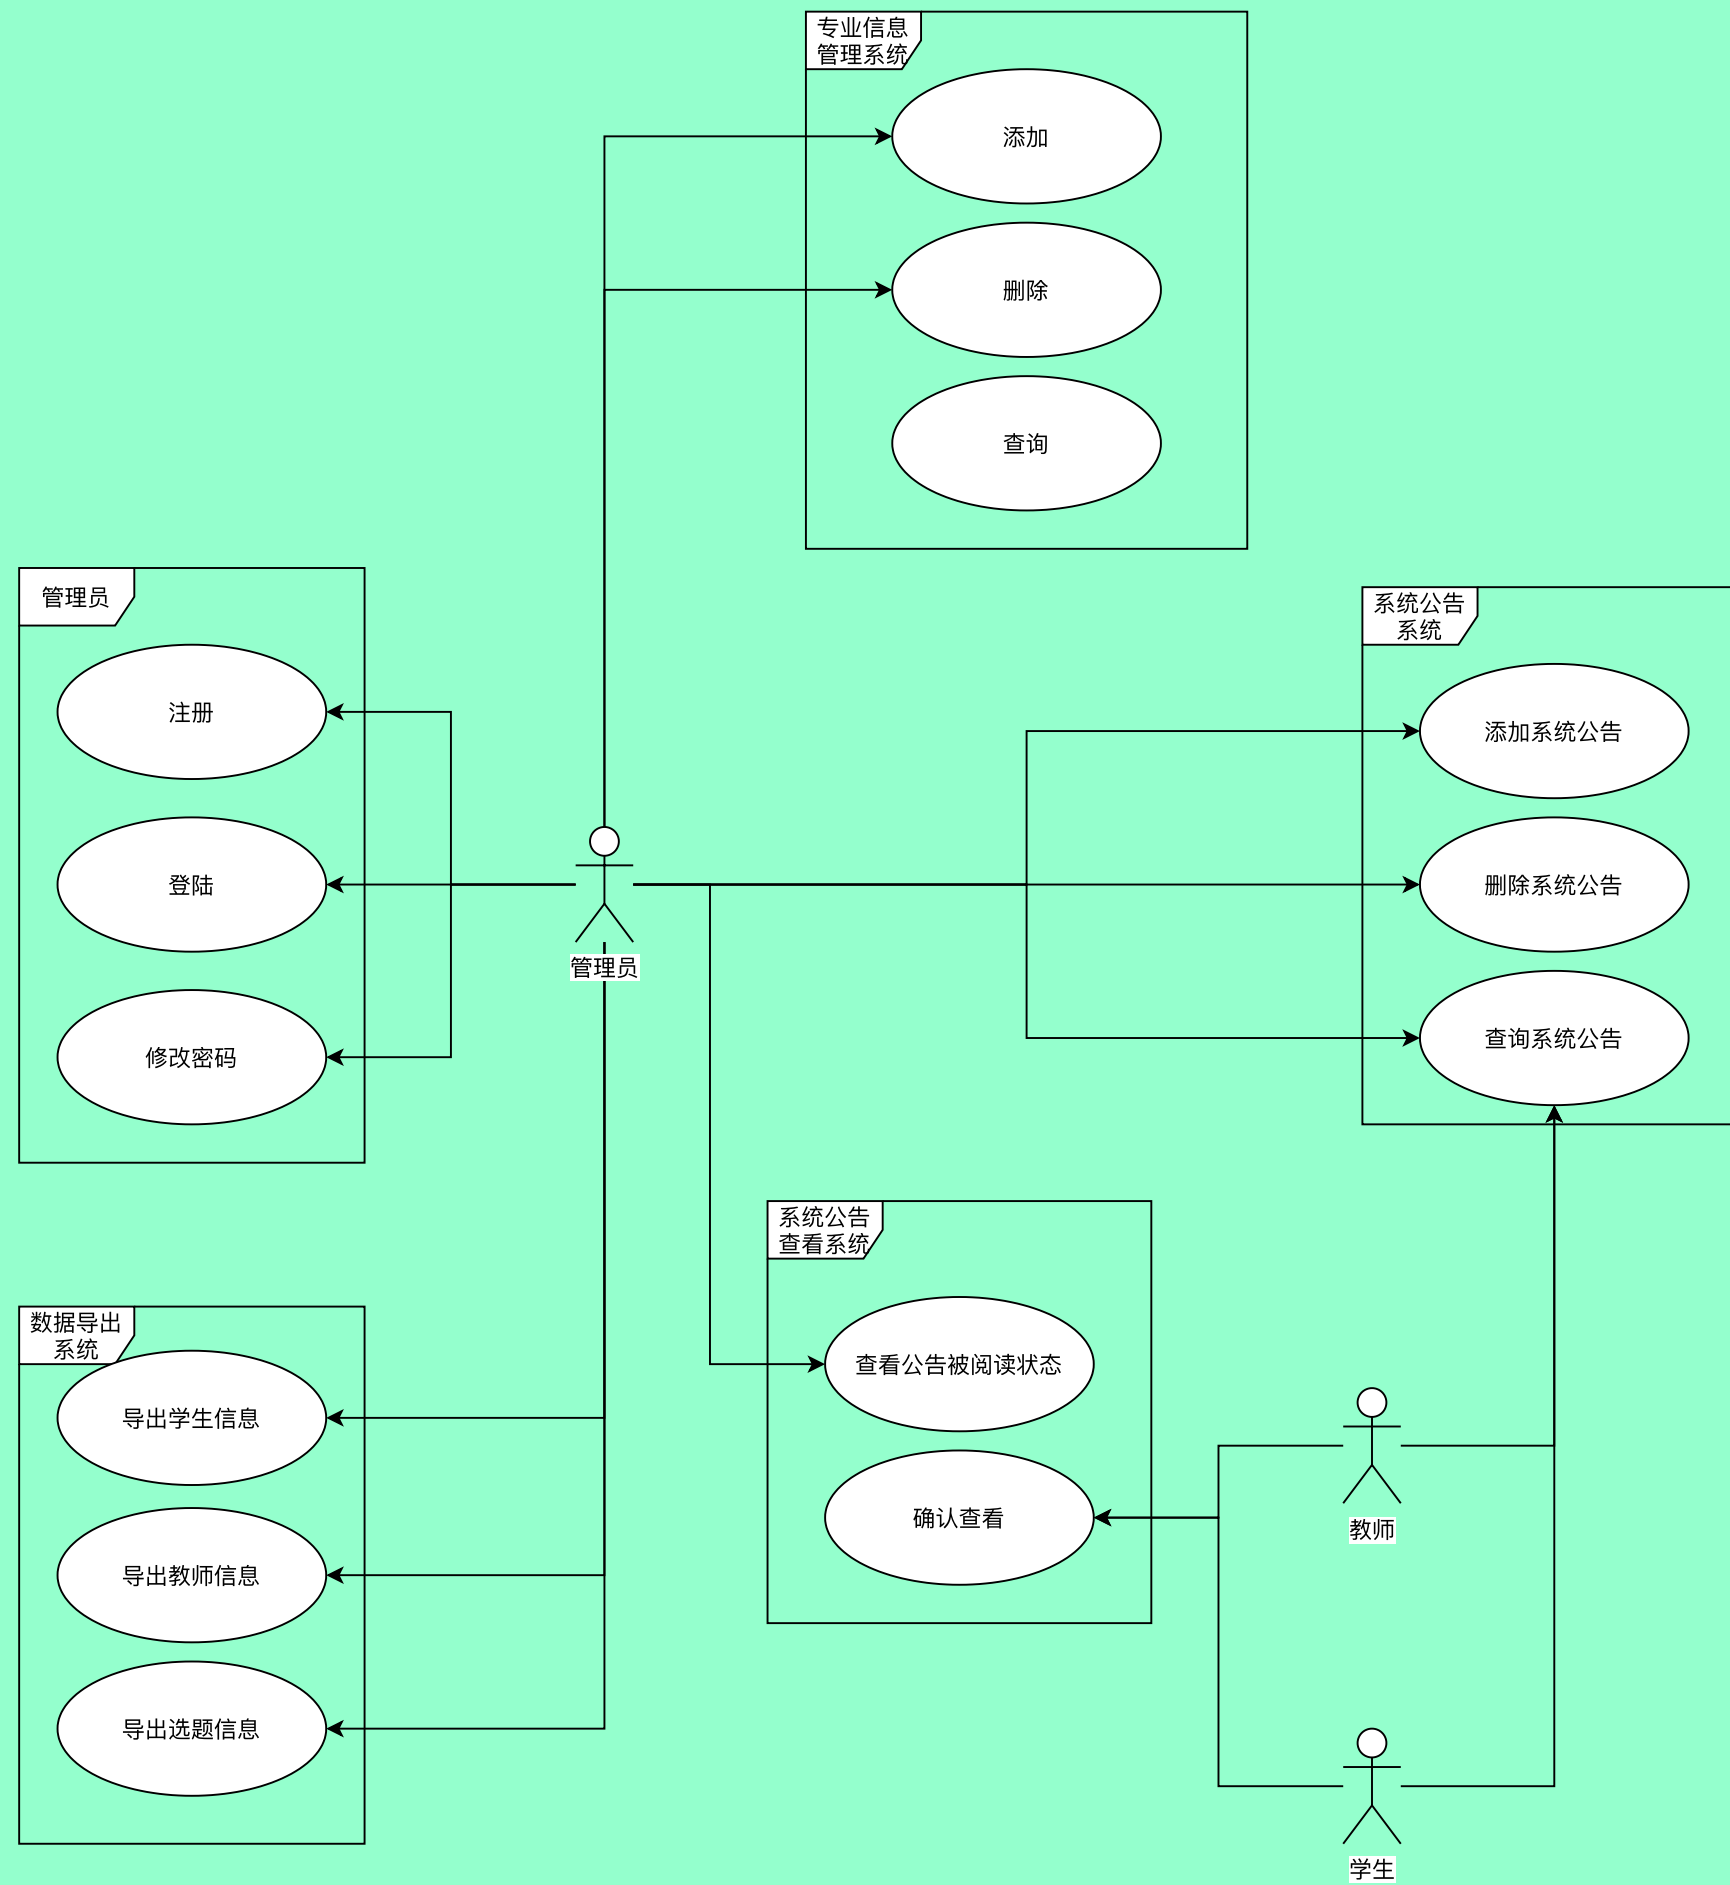 专业信息
管理系统
添加
删除
查询
管理员
注册
登陆
修改密码
管理员
系统公告
系统
添加系统公告
删除系统公告
查询系统公告
系统公告
查看系统
查看公告被阅读状态
确认查看
数据导出
系统
导出学生信息
导出教师信息
导出选题信息
教师
学生